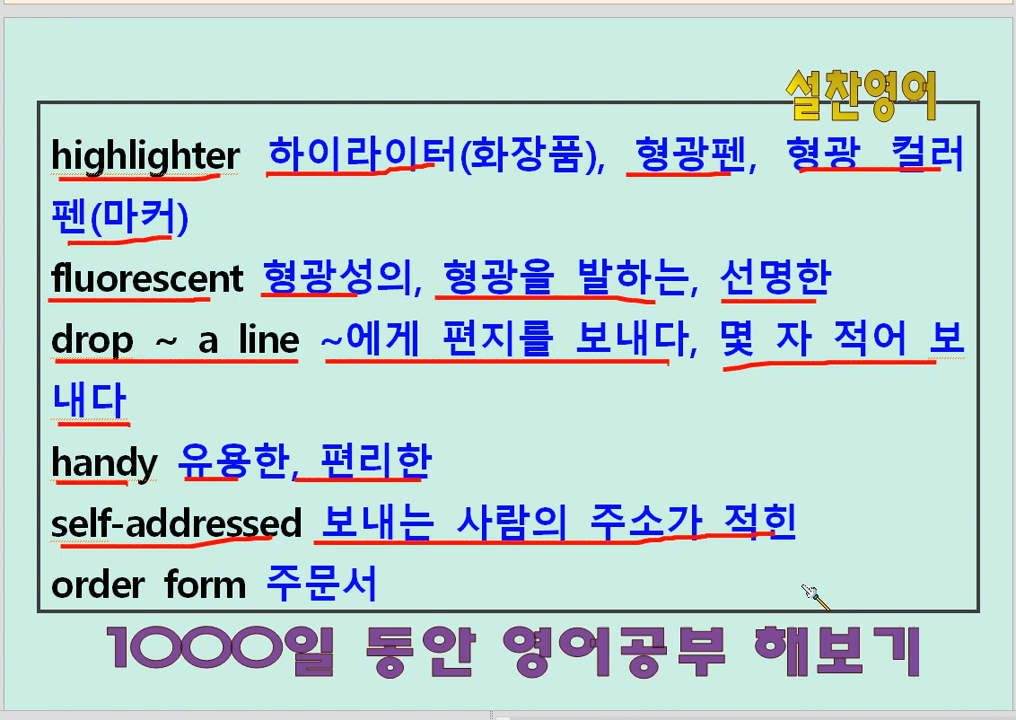 설찬영어
highlighter 하이라이터(화장품), 형광펜, 형광 컬러
펜(마커)
fluorescent 형광성의, 형광을 발하는, 선명한
drop ~ a line ~에게 편지를 보내다, 몇 자 적어 보
내다
handy 유용한, 편리한
self-addressed 보내는 사람의 주소가 적힌
order form 주문서
1000일 동안 영어공부 해보기